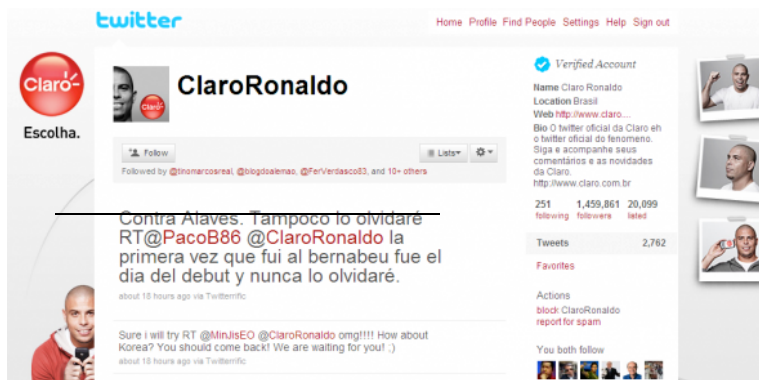 twitter
Home Profile Find People Settings Help Sign out
Claro-
Escolha.
Claro-
ClaroRonaldo
Follow
Lists
Followed by @tinomarcosreal, @blogdsalemao, @FerVerdasco83, and 10+ others
Contra Alaves. Tampoco lo olvidaré
RT@PacoB86 @ClaroRonaldo la
primera vez que fui al bernabeu fue el
dia del debut y nunca lo olvidaré.
about 18 hours ago via Twitterrific
Sure i will try RT @MinJisEO @ClaroRonaldo omg!!!! How about
Korea? You should come back! We are waiting for you! :)
about 18 hours ago via Twitterrific
Verified Account
Name Claro Ronaldo
Location Brasil
Web http://www.claro....
Bio O twitter oficial da Claro eh
o twitter oficial do fenomeno.
Siga e acompanhe seus
comentários e as novidades
da Claro.
http://www.claro.com.br
251 1,459,861 20,099
following followers listed
Tweets 2,762
Favorites
Actions
block ClaroRonaldo
report for spam
You both follow